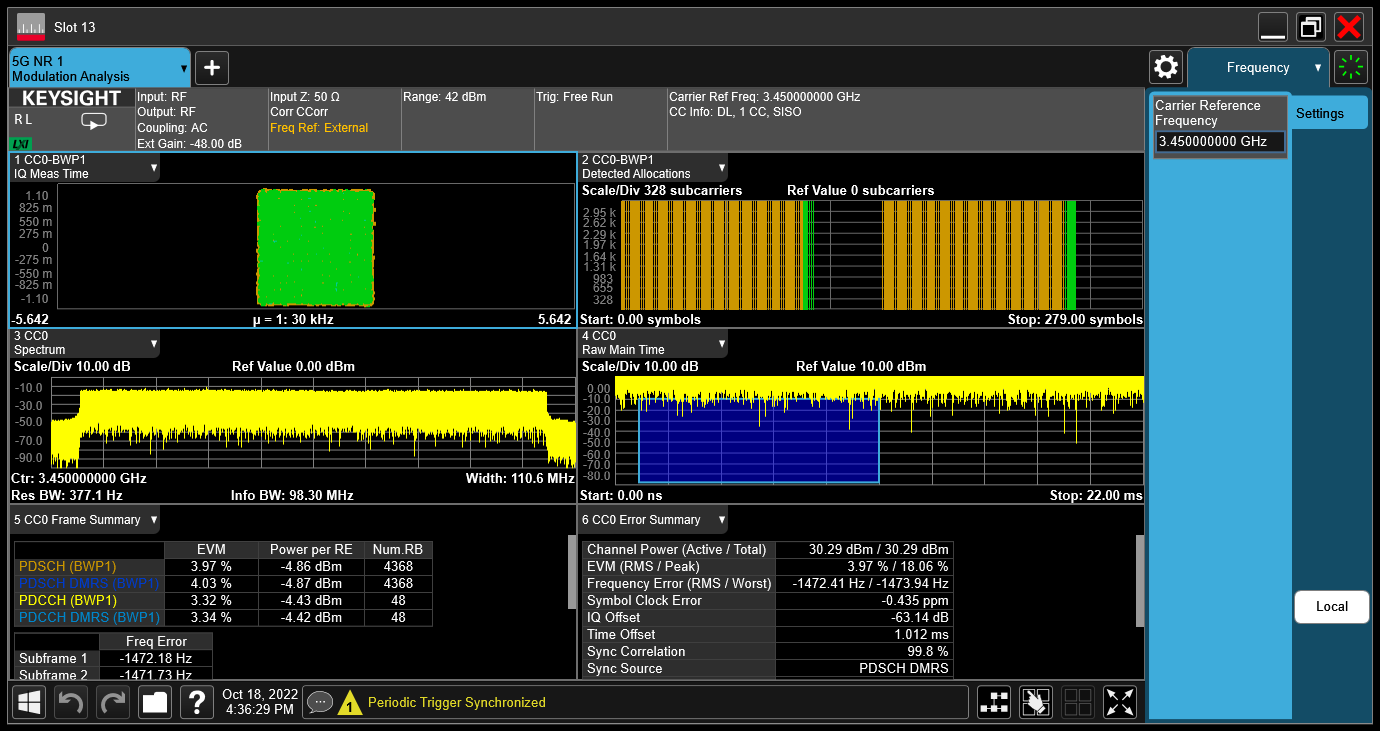 Slot 13
5G NR 1
Modulation Analysis
+
Frequency
KEYSIGHT
R L
LXI
Input: RF
Output: RF
Coupling: AC
Ext Gain: -48.00 dB
Input Z: 50 Ω
Corr CCorr
Freq Ref: External
Range: 42 dBm
Trig: Free Run
Carrier Ref Freq: 3.450000000 GHz
CC Info: DL, 1 CC, SISO
Carrier Reference
Frequency
3.450000000 GHz
Settings
1 CC0-BWP1
IQ Meas Time
1.10
825 m
550 m
275 m
0
-275 m
-550 m
-825 m
-1.10
-5.642
µ = 1: 30 kHz
5.642
2 CC0-BWP1
Detected Allocations
Scale/Div 328 subcarriers
Ref Value 0 subcarriers
2.95 k
2.62 k
2.29 k
1.97 k
1.64 k
1.31 k
983
655
328
Start: 0.00 symbols
Stop: 279.00 symbols
3 CC0
Spectrum
Scale/Div 10.00 dB
Ref Value 0.00 dBm
-10.0
-30.0
-50.0
-70.0
-90.0
Ctr: 3.450000000 GHz
Width: 110.6 MHz
Res BW: 377.1 Hz
Info BW: 98.30 MHz
4 CC0
Raw Main Time
Scale/Div 10.00 dB
Ref Value 10.00 dBm
0.00
-10.0
-20.0
-30.0
-40.0
-50.0
-60.0
-70.0
-80.0
Start: 0.00 ns
Stop: 22.00 ms
5 CC0 Frame Summary
EVM Power per RE Num.RB
PDSCH (BWP1) 3.97 % -4.86 dBm 4368
PDSCH DMRS (BWP1) 4.03 % -4.87 dBm 4368
PDCCH (BWP1) 3.32 % -4.43 dBm 48
PDCCH DMRS (BWP1) 3.34 % -4.42 dBm 48
Freq Error
Subframe 1 -1472.18 Hz
Subframe 2 -1471.73 Hz
6 CC0 Error Summary
Channel Power (Active / Total) 30.29 dBm / 30.29 dBm
EVM (RMS / Peak) 3.97 % / 18.06 %
Frequency Error (RMS / Worst) -1472.41 Hz / -1473.94 Hz
Symbol Clock Error -0.435 ppm
IQ Offset -63.14 dB
Time Offset 1.012 ms
Sync Correlation 99.8 %
Sync Source PDSCH DMRS
Local
?
Oct 18, 2022
4:36:29 PM
1
Periodic Trigger Synchronized